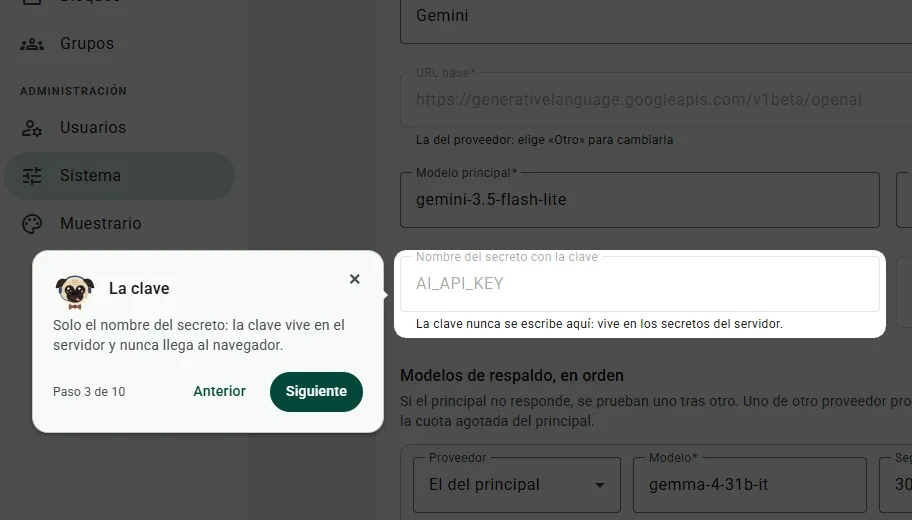 Bloques
Grupos
ADMINISTRACIÓN
Usuarios
Sistema
Muestrario
La clave
Solo el nombre del secreto: la clave vive en el
servidor y nunca llega al navegador.
Paso 3 de 10
Anterior
Siguiente
Gemini
URL base*
https://generativelanguage.googleapis.com/v1beta/openai
La del proveedor: elige «Otro» para cambiarla
Modelo principal*
gemini-3.5-flash-lite
Nombre del secreto con la clave
AI_API_KEY
La clave nunca se escribe aquí: vive en los secretos del servidor.
Modelos de respaldo, en orden
Si el principal no responde, se prueban uno tras otro. Uno de otro proveedor
la cuota agotada del principal.
Proveedor
El del principal
Modelo*
gemma-4-31b-it
30